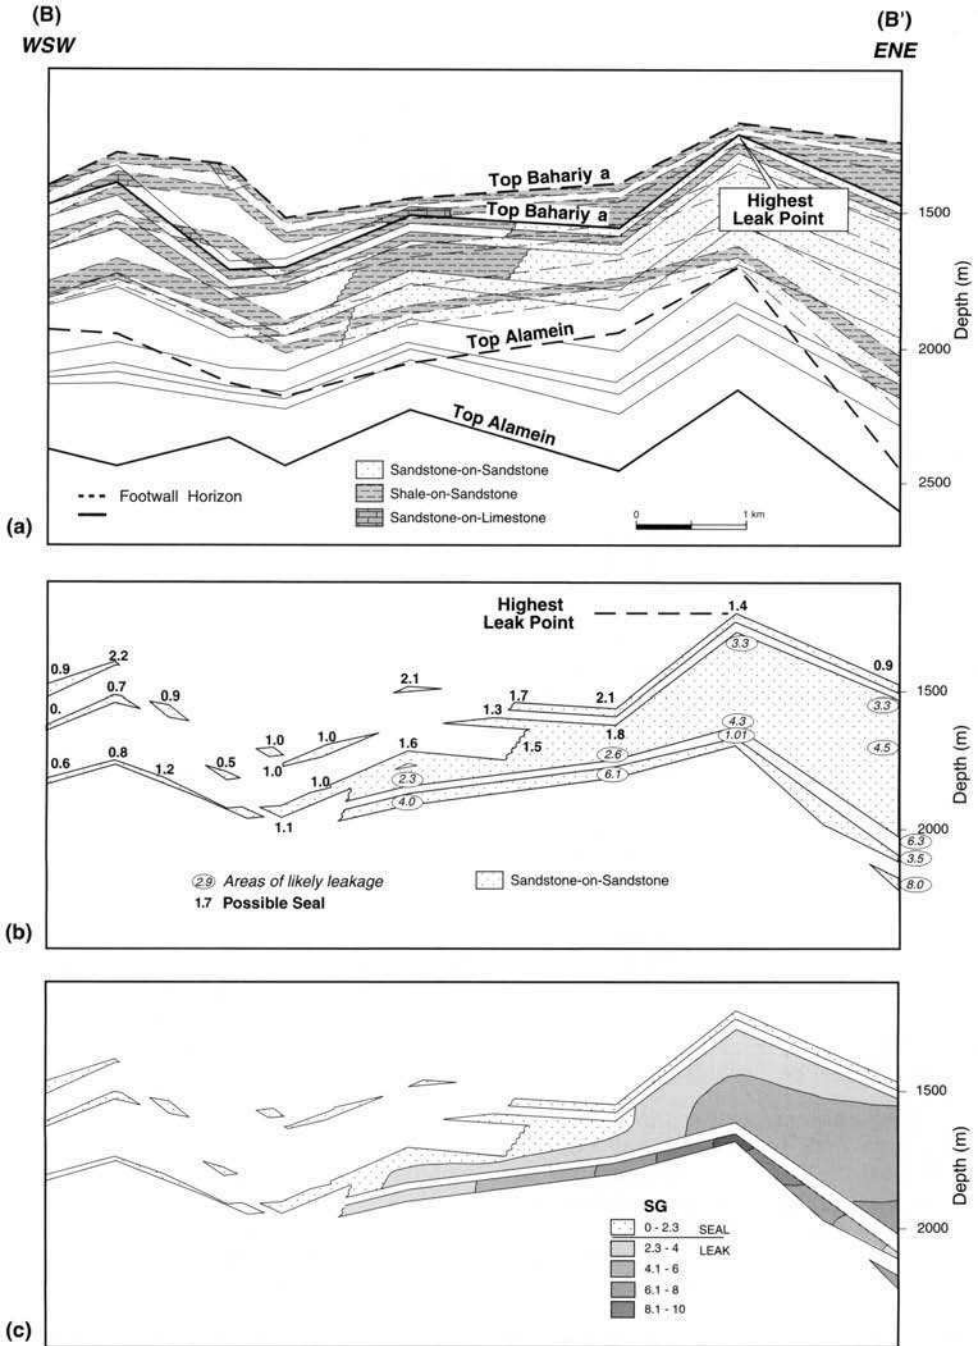 (B)
WSW
(B')
ENE
Top Bahariy a
Top Bahariy a
Highest
Leak Point
1500
Top Alamein
2000
Depth (m)
Top Alamein
Sandstone-on-Sandstone
Shale-on-Sandstone
Sandstone-on-Limestone
Footwall Horizon
0
1 km
2500
(a)
Highest
Leak Point
1.4
3.3
0.9
2.2
0.9
0.7
0.9
2.1
1.7
2.1
1.3
1500
3.3
0.
1.0
1.0
1.6
1.5
1.8
4.3
1.01
4.5
0.6
0.8
1.2
0.5
1.0
1.0
2.3
2.6
6.1
4.0
1.1
2000
Depth (m)
6.3
3.5
8.0
2.9 Areas of likely leakage
1.7 Possible Seal
Sandstone-on-Sandstone
(b)
1500
2000
Depth (m)
SG
0 - 2.3 SEAL
2.3 - 4 LEAK
4.1 - 6
6.1 - 8
8.1 - 10
(c)